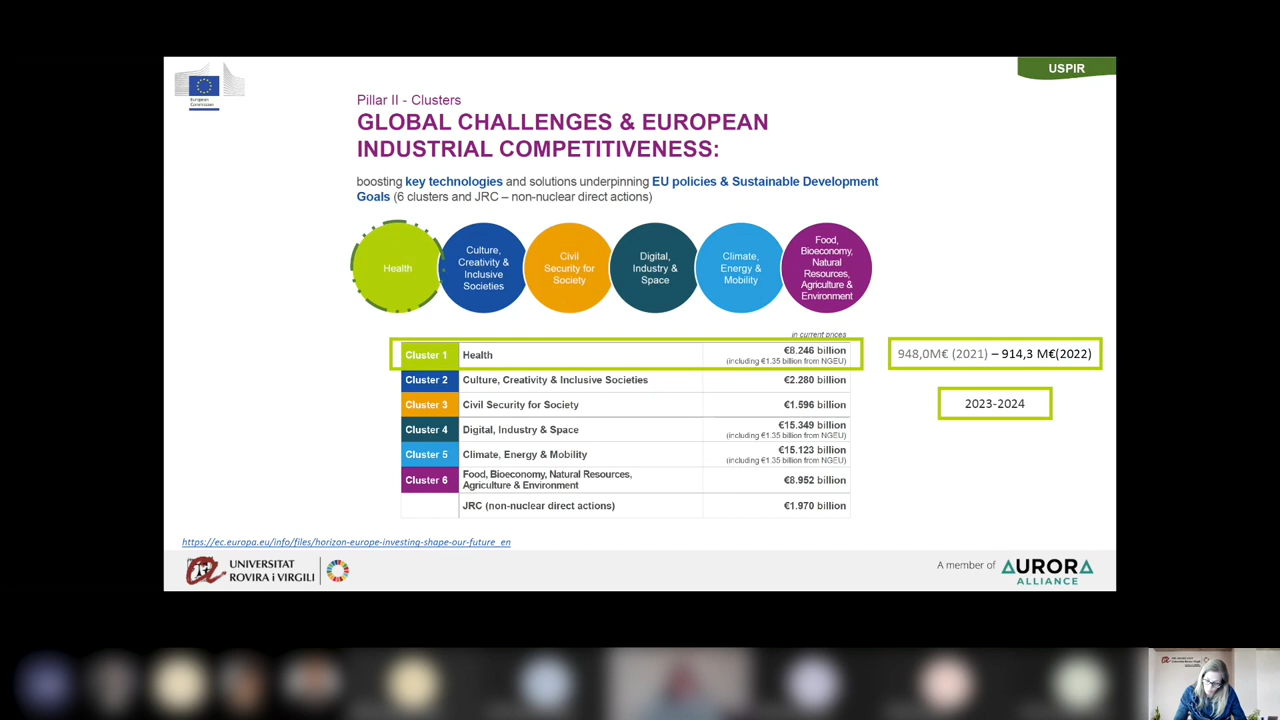 European
Commission
USPIR
Pillar II - Clusters
GLOBAL CHALLENGES & EUROPEAN
INDUSTRIAL COMPETITIVENESS:
boosting key technologies and solutions underpinning EU policies & Sustainable Development
Goals (6 clusters and JRC – non-nuclear direct actions)
Health
Culture,
Creativity &
Inclusive
Societies
Civil
Security for
Society
Digital,
Industry &
Space
Climate,
Energy &
Mobility
Food,
Bioeconomy,
Natural
Resources,
Agriculture &
Environment
in current prices
Cluster 1 Health €8.246 billion
(including €1.35 billion from NGEU)
948,0M€ (2021) – 914,3 M€(2022)
Cluster 2 Culture, Creativity & Inclusive Societies €2.280 billion
Cluster 3 Civil Security for Society €1.596 billion
2023-2024
Cluster 4 Digital, Industry & Space €15.349 billion
(including €1.35 billion from NGEU)
Cluster 5 Climate, Energy & Mobility €15.123 billion
(including €1.35 billion from NGEU)
Cluster 6 Food, Bioeconomy, Natural Resources,
Agriculture & Environment €8.952 billion
JRC (non-nuclear direct actions) €1.970 billion
https://ec.europa.eu/info/files/horizon-europe-investing-shape-our-future_en
UNIVERSITAT
ROVIRA i VIRGILI
A member of AURORA
ALLIANCE